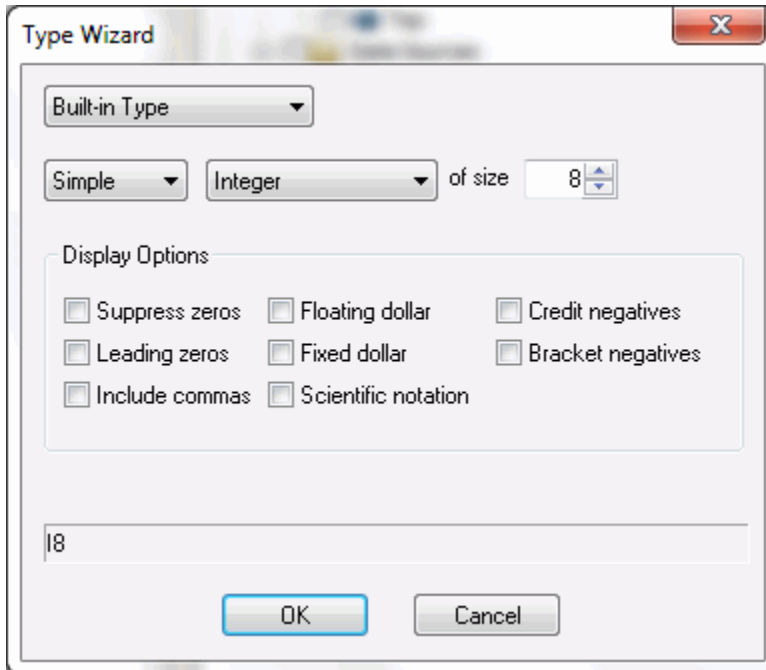 Type Wizard
Built-in Type
Simple Integer of size 8
Display Options
Suppress zeros Floating dollar Credit negatives
Leading zeros Fixed dollar Bracket negatives
Include commas Scientific notation
I8
OK Cancel